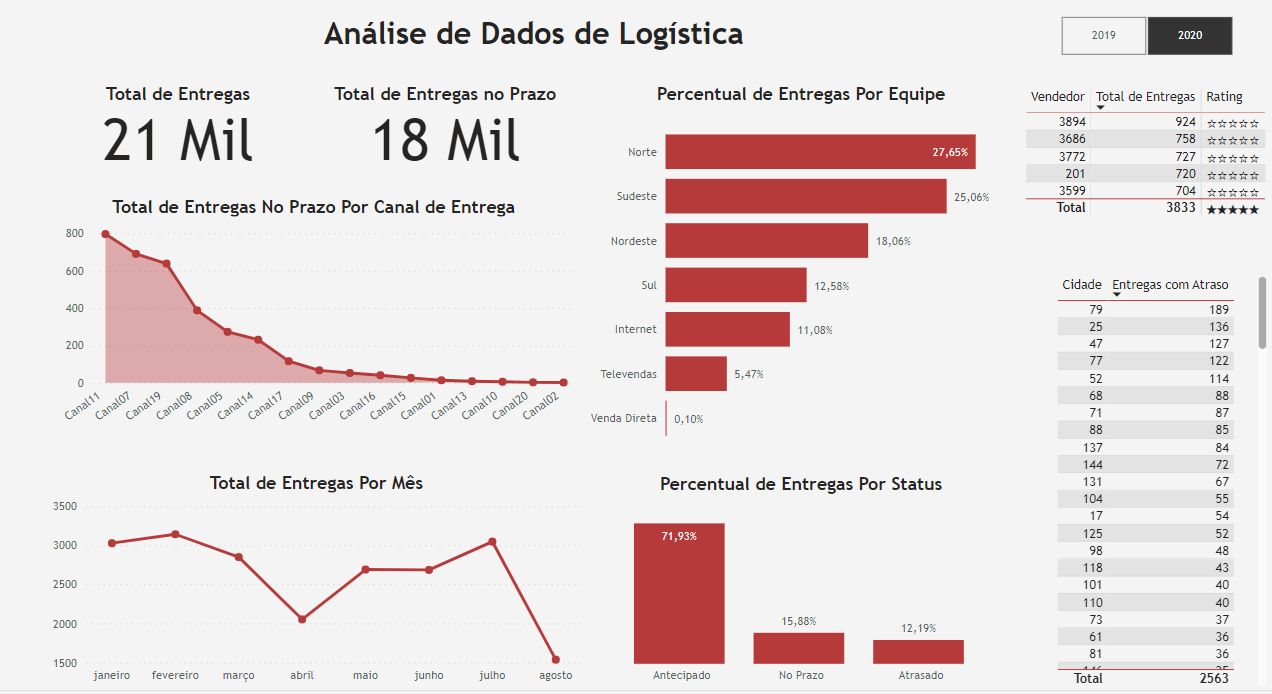 Análise de Dados de Logística
2019
2020
Total de Entregas
21 Mil
Total de Entregas no Prazo
18 Mil
Total de Entregas No Prazo Por Canal de Entrega
800
600
400
200
0
Canal11 Canal07 Canal19 Canal08 Canal05 Canal14 Canal17 Canal09 Canal03 Canal16 Canal15 Canal01 Canal13 Canal10 Canal20 Canal02
Total de Entregas Por Mês
3500
3000
2500
2000
1500
janeiro fevereiro março abril maio junho julho agosto
Percentual de Entregas Por Equipe
Norte 27,65%
Sudeste 25,06%
Nordeste 18,06%
Sul 12,58%
Internet 11,08%
Televendas 5,47%
Venda Direta 0,10%
Percentual de Entregas Por Status
71,93%
15,88%
12,19%
Antecipado No Prazo Atrasado
Vendedor Total de Entregas Rating
3894 924 ☆☆☆☆☆
3686 758 ☆☆☆☆☆
3772 727 ☆☆☆☆☆
201 720 ☆☆☆☆☆
3599 704 ☆☆☆☆☆
Total 3833 ★★★★★
Cidade Entregas com Atraso
79 189
25 136
47 127
77 122
52 114
68 88
71 87
88 85
137 84
144 72
131 67
104 55
17 54
125 52
98 48
118 43
101 40
110 40
73 37
61 36
81 36
Total 2563